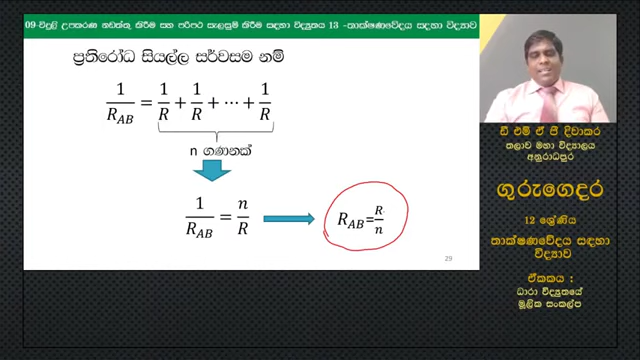 09-විදුලි උපකරණ නඩත්තු කිරීම සහ පරිපථ සැලසුම් කිරීම සඳහා විද්‍යුතය 13 -තාක්ෂණවේදය සඳහා විද්‍යාව
ප්‍රතිරෝධ සියල්ල සර්වසම නම්
1/R_AB = 1/R + 1/R + ⋯ + 1/R
n ගණනක්
1/R_AB = n/R
R_AB = R/n
29
ඩී එම් ඒ ජී දිවාකර
තලාව මහා විද්‍යාලය
අනුරාධපුර
ගුරුගෙදර
12 ශ්‍රේණිය
තාක්ෂණවේදය සඳහා
විද්‍යාව
ඒකකය :
ධාරා විද්‍යුතයේ
මූලික සංකල්ප